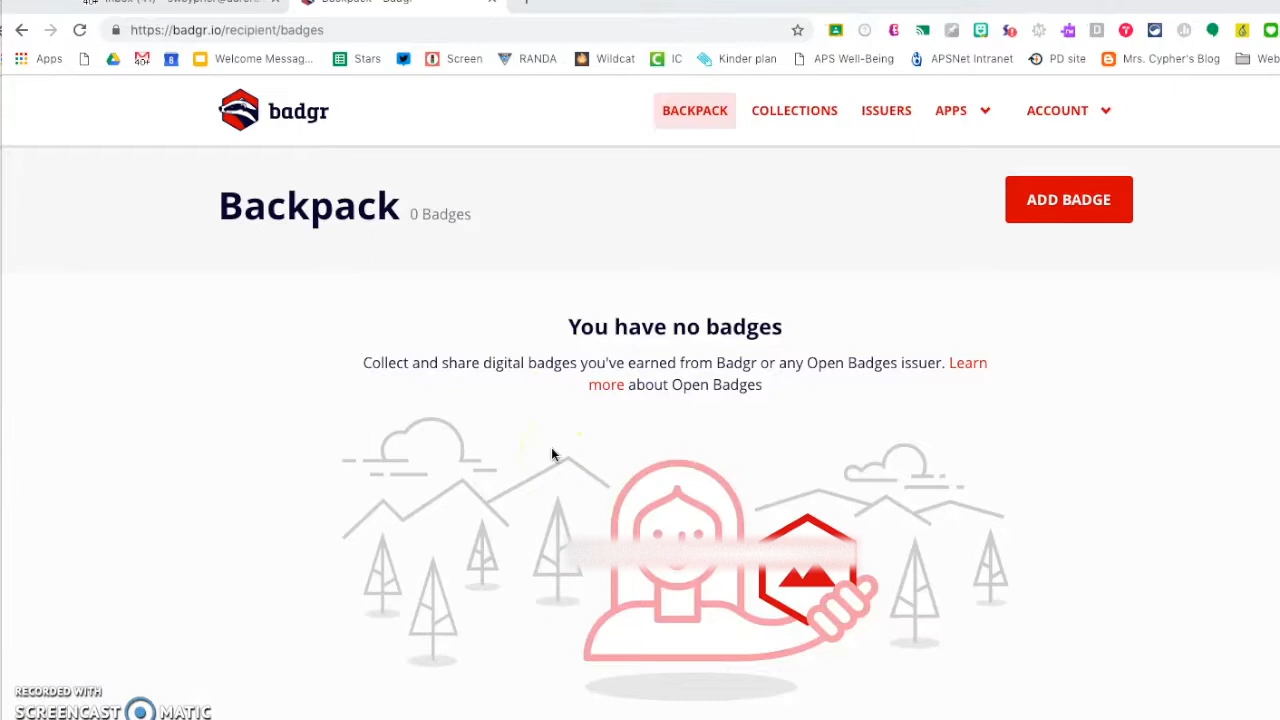 Backpack - Badgr
https://badgr.io/recipient/badges
Apps Welcome Messag... Stars Screen RANDA Wildcat IC Kinder plan APS Well-Being APSNet Intranet PD site Mrs. Cypher's Blog Web
badgr BACKPACK COLLECTIONS ISSUERS APPS ACCOUNT
Backpack 0 Badges ADD BADGE
You have no badges
Collect and share digital badges you've earned from Badgr or any Open Badges issuer. Learn
more about Open Badges
RECORDED WITH
SCREENCAST MATIC